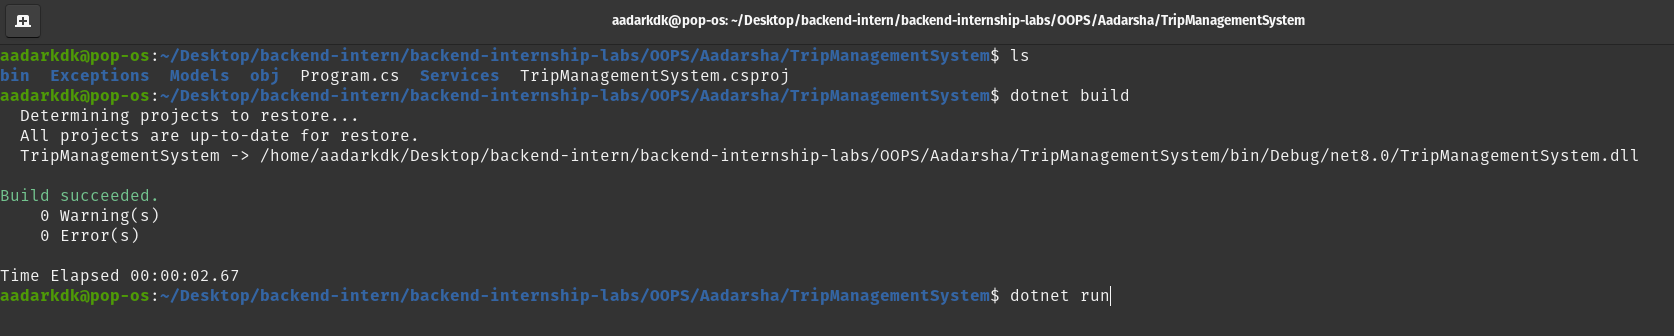 aadarkdk@pop-os: ~/Desktop/backend-intern/backend-internship-labs/OOPS/Aadarsha/TripManagementSystem
aadarkdk@pop-os:~/Desktop/backend-intern/backend-internship-labs/OOPS/Aadarsha/TripManagementSystem$ ls
bin  Exceptions  Models  obj  Program.cs  Services  TripManagementSystem.csproj
aadarkdk@pop-os:~/Desktop/backend-intern/backend-internship-labs/OOPS/Aadarsha/TripManagementSystem$ dotnet build
  Determining projects to restore...
  All projects are up-to-date for restore.
  TripManagementSystem -> /home/aadarkdk/Desktop/backend-intern/backend-internship-labs/OOPS/Aadarsha/TripManagementSystem/bin/Debug/net8.0/TripManagementSystem.dll
Build succeeded.
    0 Warning(s)
    0 Error(s)
Time Elapsed 00:00:02.67
aadarkdk@pop-os:~/Desktop/backend-intern/backend-internship-labs/OOPS/Aadarsha/TripManagementSystem$ dotnet run